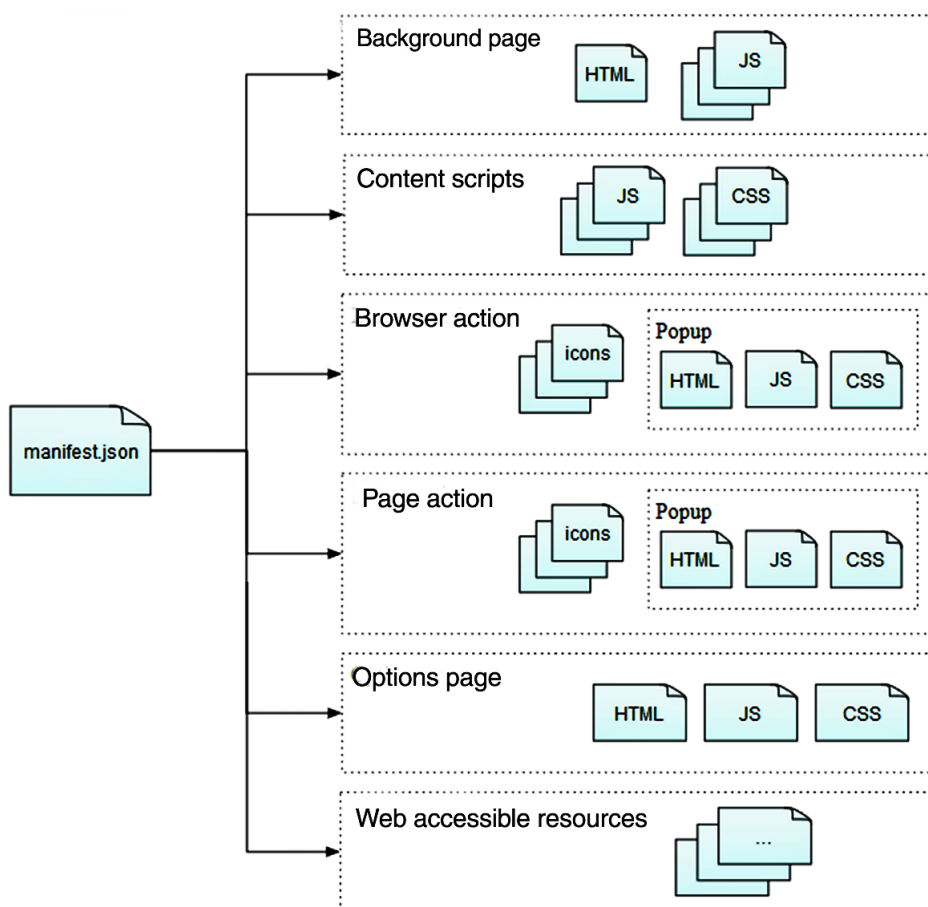 Background page
HTML
JS
Content scripts
JS
CSS
Browser action
icons
Popup
HTML
JS
CSS
manifest.json
Page action
icons
Popup
HTML
JS
CSS
Options page
HTML
JS
CSS
Web accessible resources
...